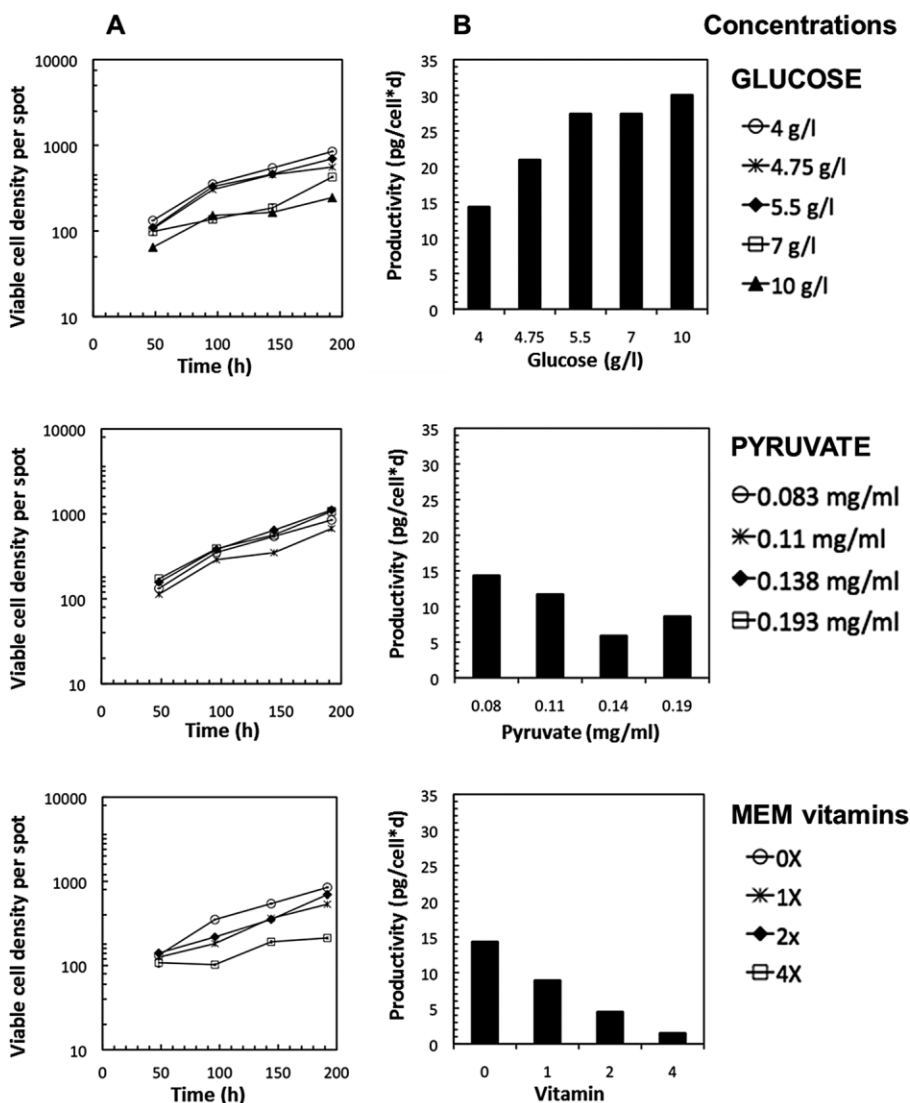 A
B
Concentrations
Viable cell density per spot
10000
1000
100
10
0 50 100 150 200
Time (h)
Productivity (pg/cell*d)
35
30
25
20
15
10
5
0
4 4.75 5.5 7 10
Glucose (g/l)
GLUCOSE
4 g/l
4.75 g/l
5.5 g/l
7 g/l
10 g/l
Viable cell density per spot
10000
1000
100
10
0 50 100 150 200
Time (h)
Productivity (pg/cell*d)
35
30
25
20
15
10
5
0
0.08 0.11 0.14 0.19
Pyruvate (mg/ml)
PYRUVATE
0.083 mg/ml
0.11 mg/ml
0.138 mg/ml
0.193 mg/ml
Viable cell density per spot
10000
1000
100
10
0 50 100 150 200
Time (h)
Productivity (pg/cell*d)
35
30
25
20
15
10
5
0
0 1 2 4
Vitamin
MEM vitamins
0X
1X
2x
4X